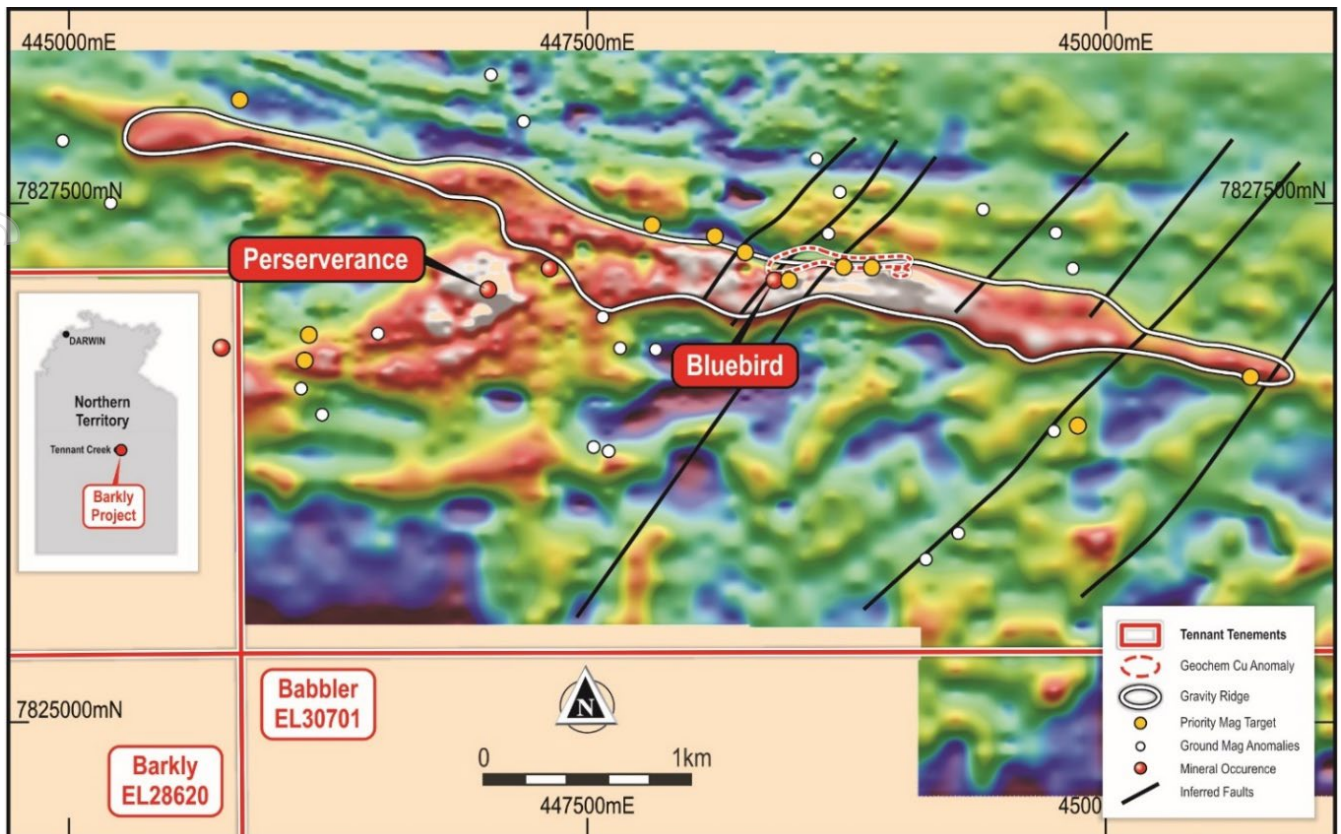 445000mE
447500mE
450000mE
7827500mN
7827500mN
Perserverance
Bluebird
DARWIN
Northern
Territory
Tennant Creek
Barkly
Project
Babbler
EL30701
Barkly
EL28620
7825000mN
N
0
1km
447500mE
Tennant Tenements
Geochem Cu Anomaly
Gravity Ridge
Priority Mag Target
Ground Mag Anomalies
Mineral Occurence
Inferred Faults